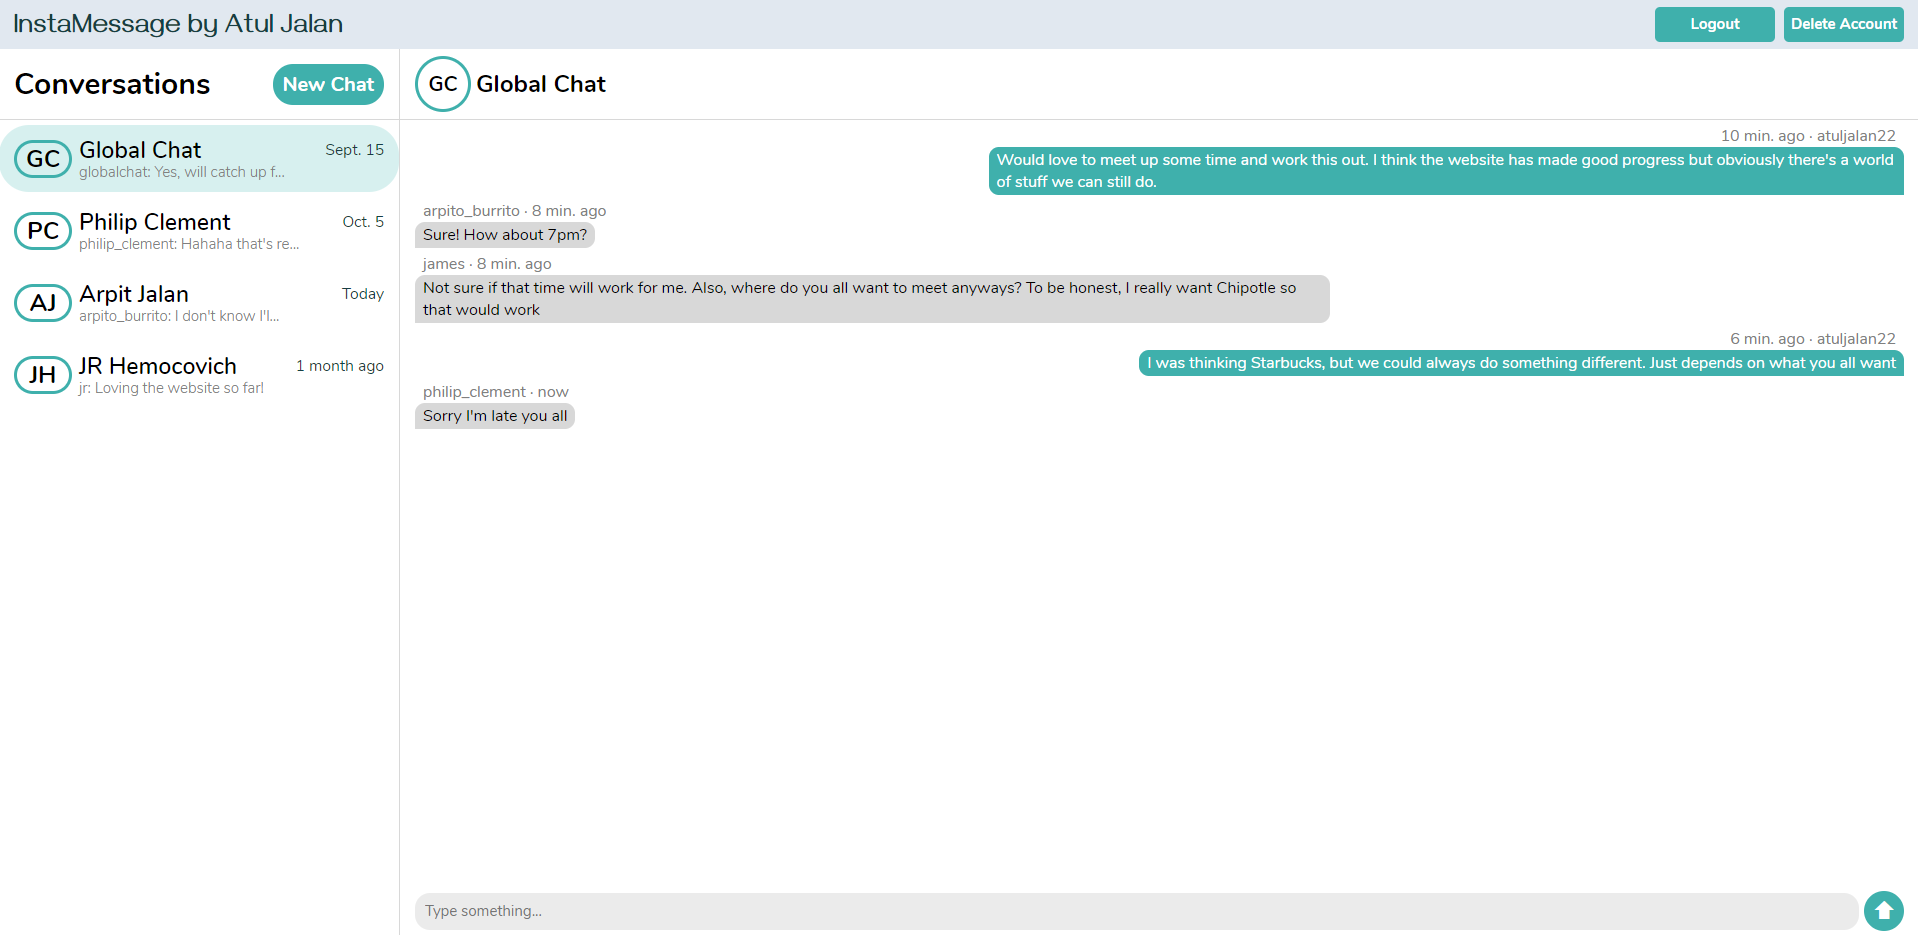 InstaMessage by Atul Jalan
Logout
Delete Account
Conversations
New Chat
GC
Global Chat
Sept. 15
globalchat: Yes, will catch up f...
PC
Philip Clement
Oct. 5
philip_clement: Hahaha that's re...
AJ
Arpit Jalan
Today
arpito_burrito: I don't know I'l...
JH
JR Hemocovich
1 month ago
jr: Loving the website so far!
GC
Global Chat
10 min. ago · atuljalan22
Would love to meet up some time and work this out. I think the website has made good progress but obviously there's a world
of stuff we can still do.
arpito_burrito · 8 min. ago
Sure! How about 7pm?
james · 8 min. ago
Not sure if that time will work for me. Also, where do you all want to meet anyways? To be honest, I really want Chipotle so
that would work
6 min. ago · atuljalan22
I was thinking Starbucks, but we could always do something different. Just depends on what you all want
philip_clement · now
Sorry I'm late you all
Type something...